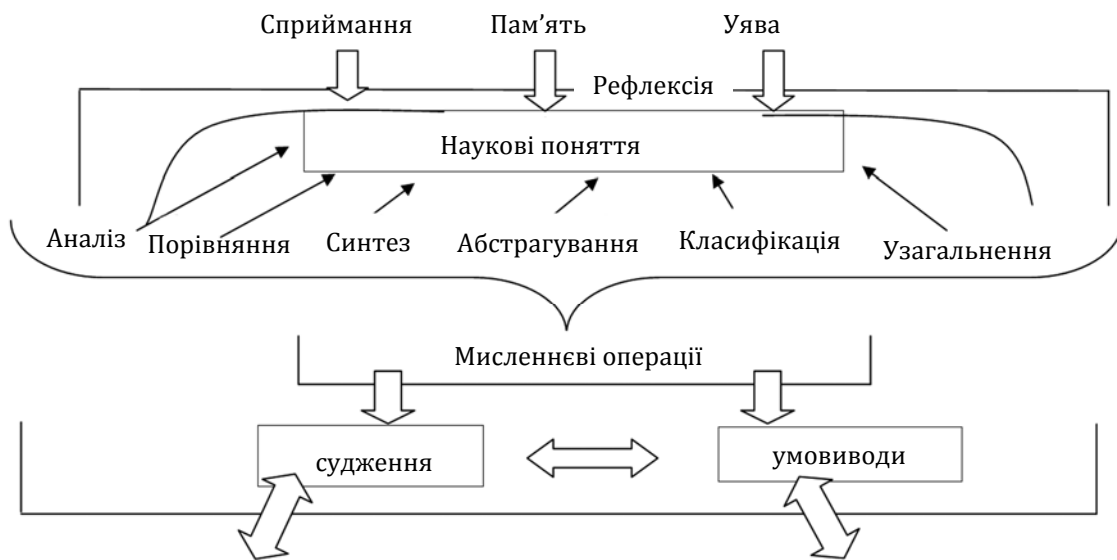 Сприймання Пам’ять Уява
Рефлексія
Наукові поняття
Аналіз Порівняння Синтез Абстрагування Класифікація Узагальнення
Мисленнєві операції
судження умовиводи